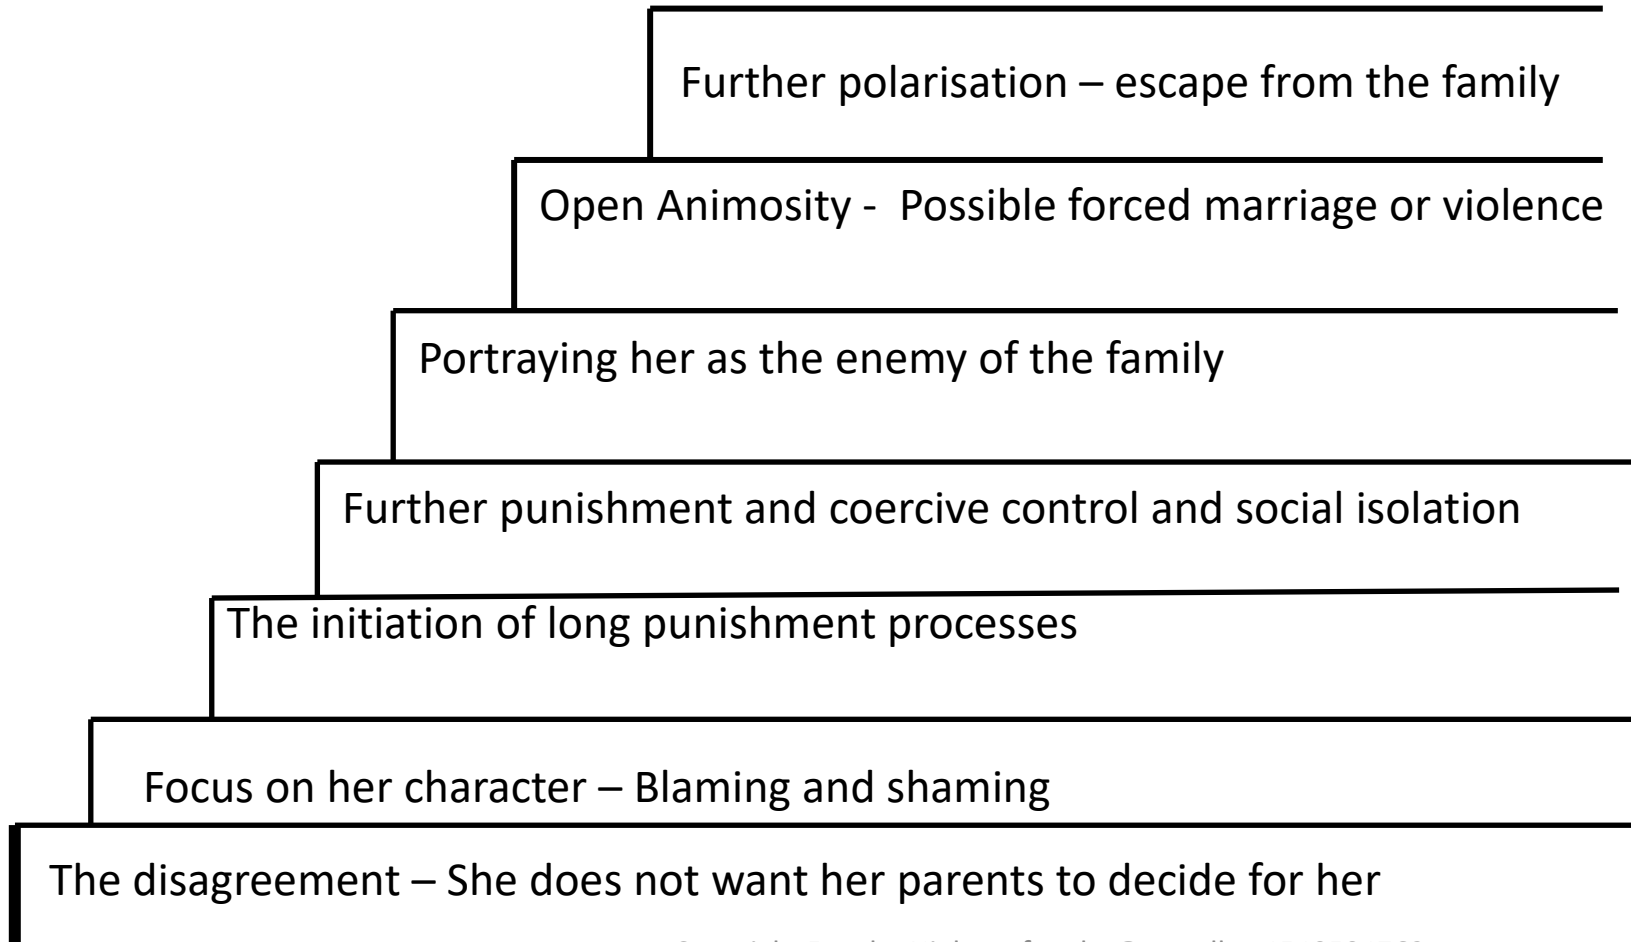 Further polarisation – escape from the family
Open Animosity - Possible forced marriage or violence
Portraying her as the enemy of the family
Further punishment and coercive control and social isolation
The initiation of long punishment processes
Focus on her character – Blaming and shaming
The disagreement – She does not want her parents to decide for her